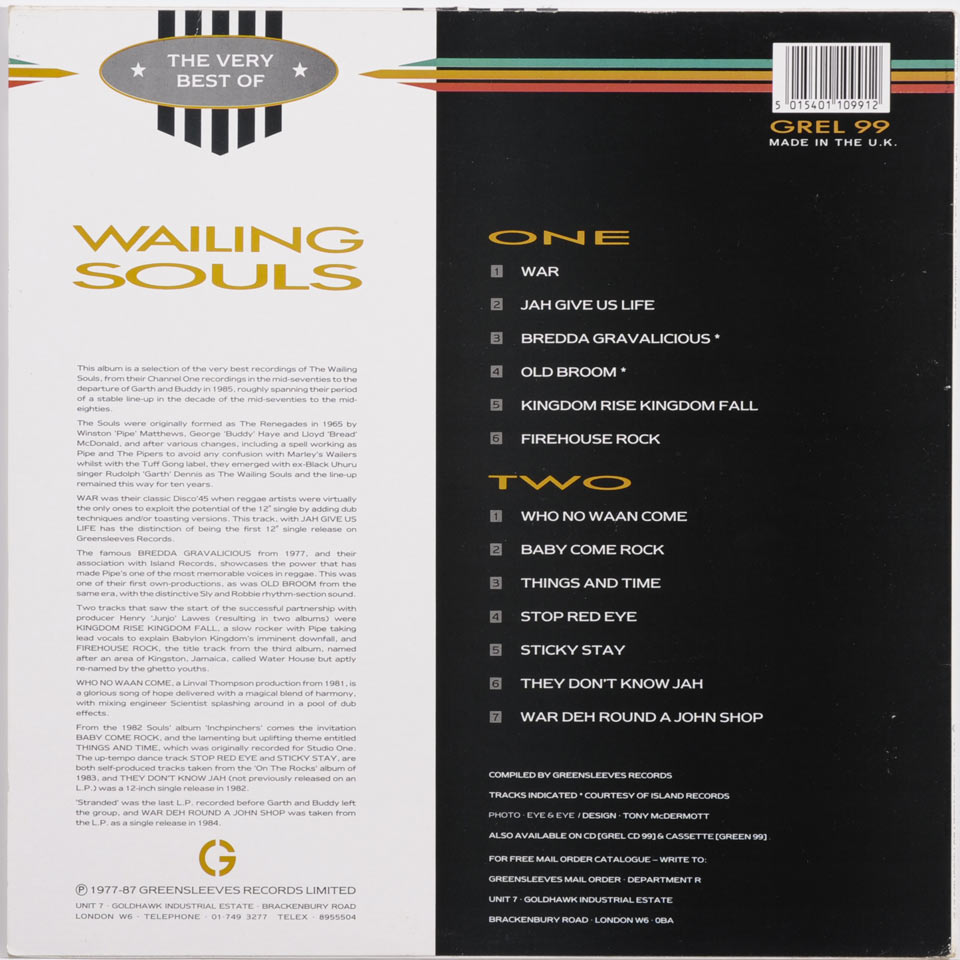 THE VERY
BEST OF
WAILING
SOULS
This album is a selection of the very best recordings of The Wailing
Souls, from their Channel One recordings in the mid-seventies to the
departure of Garth and Buddy in 1985, roughly spanning their period
of a stable line-up in the decade of the mid-seventies to the mid-
eighties.
The Souls were originally formed as The Renegades in 1965 by
Winston 'Pipe' Matthews, George 'Buddy' Haye and Lloyd 'Bread'
McDonald, and after various changes, including a spell working as
Pipe and The Pipers to avoid any confusion with Marley's Wailers
whilst with the Tuff Gong label, they emerged with ex-Black Uhuru
singer Rudolph 'Garth' Dennis as The Wailing Souls and the line-up
remained this way for ten years.
WAR was their classic Disco'45 when reggae artists were virtually
the only ones to exploit the potential of the 12" single by adding dub
techniques and/or toasting versions. This track, with JAH GIVE US
LIFE has the distinction of being the first 12" single release on
Greensleeves Records.
The famous BREDDA GRAVALICIOUS from 1977, and their
association with Island Records, showcases the power that has
made Pipe's one of the most memorable voices in reggae. This was
one of their first own-productions, as was OLD BROOM from the
same era, with the distinctive Sly and Robbie rhythm-section sound.
Two tracks that saw the start of the successful partnership with
producer Henry 'Junjo' Lawes (resulting in two albums) were
KINGDOM RISE KINGDOM FALL, a slow rocker with Pipe taking
lead vocals to explain Babylon Kingdom's imminent downfall, and
FIREHOUSE ROCK, the title track from the third album, named
after an area of Kingston, Jamaica, called Water House but aptly
re-named by the ghetto youths.
WHO NO WAAN COME, a Linval Thompson production from 1981, is
a glorious song of hope delivered with a magical blend of harmony,
with mixing engineer Scientist splashing around in a pool of dub
effects.
From the 1982 Souls' album 'Inchpinchers' comes the invitation
BABY COME ROCK, and the lamenting but uplifting theme entitled
THINGS AND TIME, which was originally recorded for Studio One.
The up-tempo dance track STOP RED EYE and STICKY STAY, are
both self-produced tracks taken from the 'On The Rocks' album of
1983, and THEY DON'T KNOW JAH (not previously released on an
L.P.) was a 12-inch single release in 1982.
'Stranded' was the last L.P. recorded before Garth and Buddy left
the group, and WAR DEH ROUND A JOHN SHOP was taken from
the L.P. as a single release in 1984.
G
Ⓟ 1977-87 GREENSLEEVES RECORDS LIMITED
UNIT 7 · GOLDHAWK INDUSTRIAL ESTATE · BRACKENBURY ROAD
LONDON W6 · TELEPHONE · 01-749 3277 TELEX · 8955504
5 015401 109912
GREL 99
MADE IN THE U.K.
ONE
1 WAR
2 JAH GIVE US LIFE
3 BREDDA GRAVALICIOUS *
4 OLD BROOM *
5 KINGDOM RISE KINGDOM FALL
6 FIREHOUSE ROCK
TWO
1 WHO NO WAAN COME
2 BABY COME ROCK
3 THINGS AND TIME
4 STOP RED EYE
5 STICKY STAY
6 THEY DON'T KNOW JAH
7 WAR DEH ROUND A JOHN SHOP
COMPILED BY GREENSLEEVES RECORDS
TRACKS INDICATED * COURTESY OF ISLAND RECORDS
PHOTO · EYE & EYE / DESIGN · TONY McDERMOTT
ALSO AVAILABLE ON CD [GREL CD 99] & CASSETTE [GREEN 99]
FOR FREE MAIL ORDER CATALOGUE – WRITE TO:
GREENSLEEVES MAIL ORDER · DEPARTMENT R
UNIT 7 · GOLDHAWK INDUSTRIAL ESTATE
BRACKENBURY ROAD · LONDON W6 · 0BA